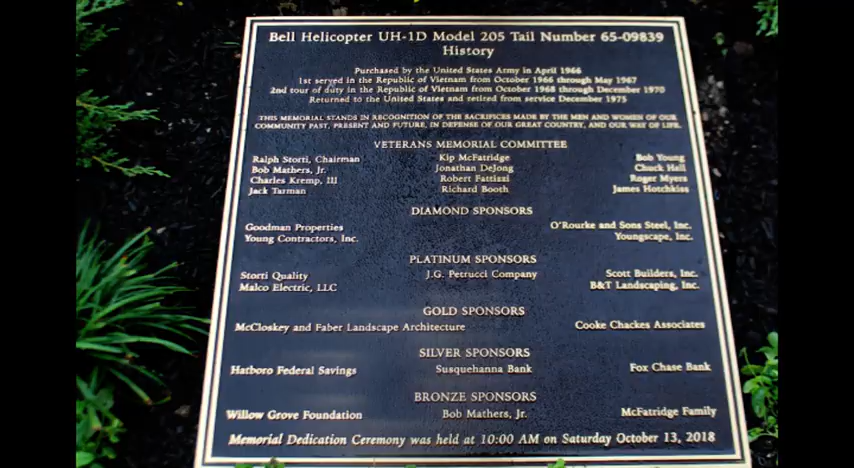 Bell Helicopter UH-1D Model 205 Tail Number 65-09839
History
Purchased by the United States Army in April 1966
1st served in the Republic of Vietnam from October 1966 through May 1967
2nd tour of duty in the Republic of Vietnam from October 1968 through December 1970
Returned to the United States and retired from service December 1975
THIS MEMORIAL STANDS IN RECOGNITION OF THE SACRIFICES MADE BY THE MEN AND WOMEN OF OUR
COMMUNITY PAST, PRESENT AND FUTURE, IN DEFENSE OF OUR GREAT COUNTRY, AND OUR WAY OF LIFE.
VETERANS MEMORIAL COMMITTEE
Ralph Storti, Chairman Kip McFatridge Bob Young
Bob Mathers, Jr. Jonathan DeJong Chuck Hall
Charles Kremp, III Robert Fattizzi Roger Myers
Jack Tarman Richard Booth James Hotchkiss
DIAMOND SPONSORS
Goodman Properties O'Rourke and Sons Steel, Inc.
Young Contractors, Inc. Youngscape, Inc.
PLATINUM SPONSORS
Storti Quality J.G. Petrucci Company Scott Builders, Inc.
Malco Electric, LLC B&T Landscaping, Inc.
GOLD SPONSORS
McCloskey and Faber Landscape Architecture Cooke Chackes Associates
SILVER SPONSORS
Hatboro Federal Savings Susquehanna Bank Fox Chase Bank
BRONZE SPONSORS
Willow Grove Foundation Bob Mathers, Jr. McFatridge Family
Memorial Dedication Ceremony was held at 10:00 AM on Saturday October 13, 2018